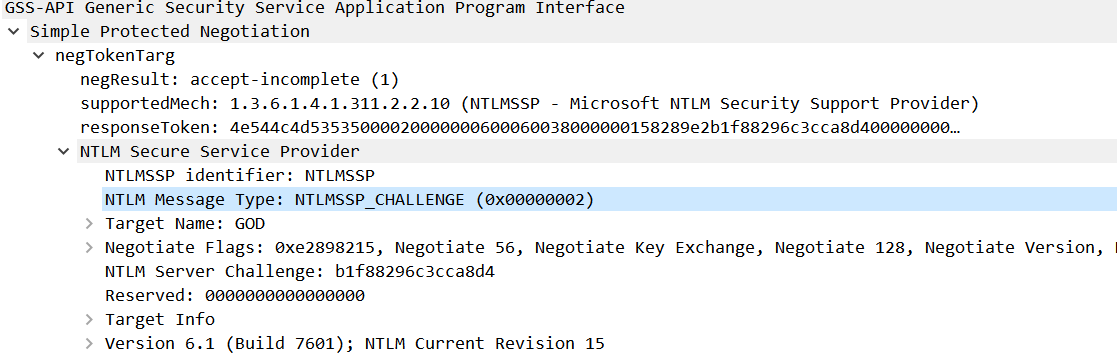 GSS-API Generic Security Service Application Program Interface
Simple Protected Negotiation
negTokenTarg
negResult: accept-incomplete (1)
supportedMech: 1.3.6.1.4.1.311.2.2.10 (NTLMSSP - Microsoft NTLM Security Support Provider)
responseToken: 4e544c4d53535000020000000600060038000000158289e2b1f88296c3cca8d400000000…
NTLM Secure Service Provider
NTLMSSP identifier: NTLMSSP
NTLM Message Type: NTLMSSP_CHALLENGE (0x00000002)
Target Name: GOD
Negotiate Flags: 0xe2898215, Negotiate 56, Negotiate Key Exchange, Negotiate 128, Negotiate Version,
NTLM Server Challenge: b1f88296c3cca8d4
Reserved: 0000000000000000
Target Info
Version 6.1 (Build 7601); NTLM Current Revision 15